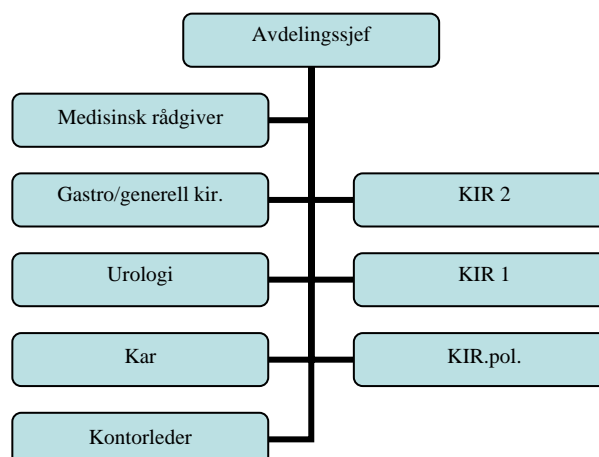 Avdelingssjef
Medisinsk rådgiver
Gastro/generell kir.
KIR 2
Urologi
KIR 1
Kar
KIR.pol.
Kontorleder